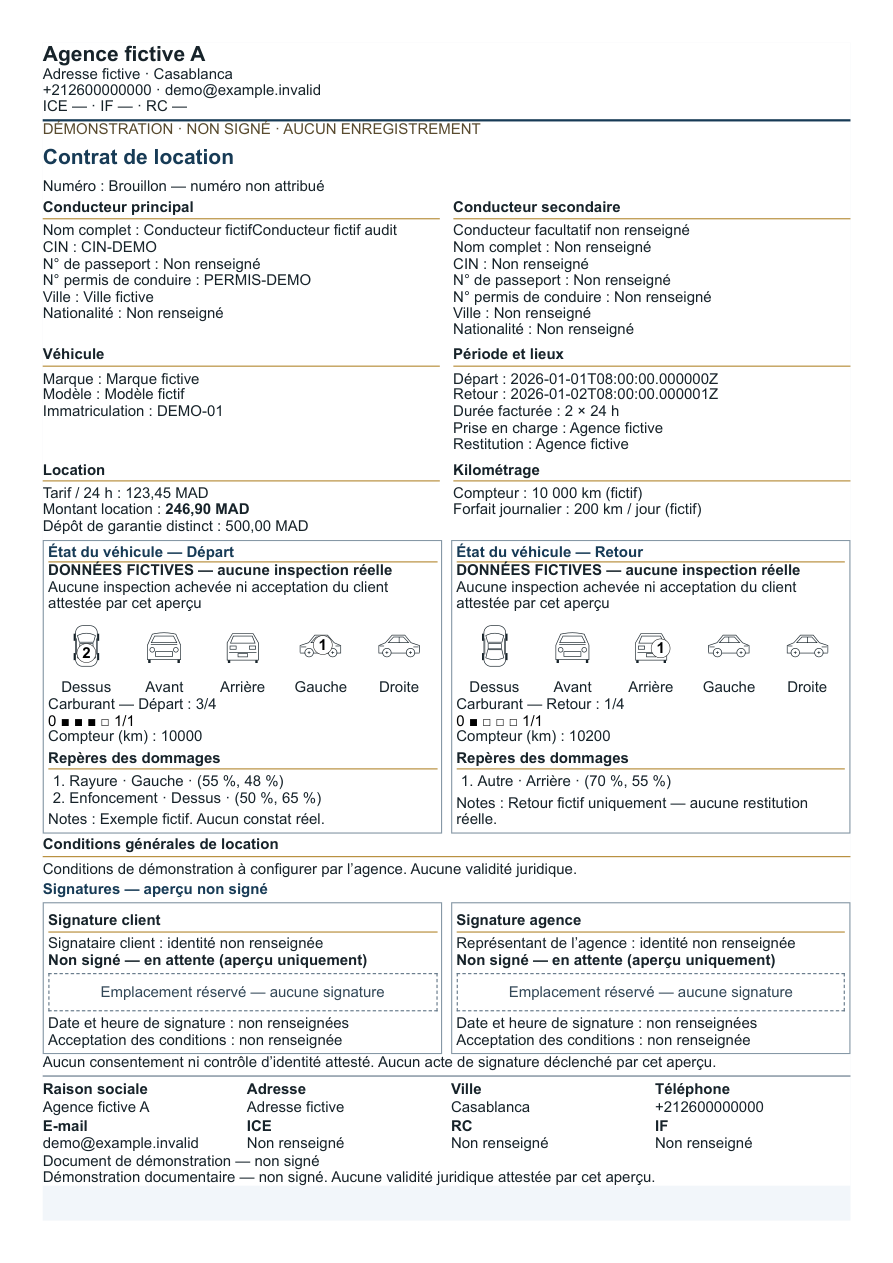 Agence fictive A
Adresse fictive · Casablanca
+212600000000 · demo@example.invalid
ICE — · IF — · RC —
DÉMONSTRATION · NON SIGNÉ · AUCUN ENREGISTREMENT
Contrat de location
Numéro : Brouillon — numéro non attribué
Conducteur principal
Nom complet : Conducteur fictifConducteur fictif audit
CIN : CIN-DEMO
N° de passeport : Non renseigné
N° permis de conduire : PERMIS-DEMO
Ville : Ville fictive
Nationalité : Non renseigné
Conducteur secondaire
Conducteur facultatif non renseigné
Nom complet : Non renseigné
CIN : Non renseigné
N° de passeport : Non renseigné
N° permis de conduire : Non renseigné
Ville : Non renseigné
Nationalité : Non renseigné
Véhicule
Marque : Marque fictive
Modèle : Modèle fictif
Immatriculation : DEMO-01
Période et lieux
Départ : 2026-01-01T08:00:00.000000Z
Retour : 2026-01-02T08:00:00.000001Z
Durée facturée : 2 × 24 h
Prise en charge : Agence fictive
Restitution : Agence fictive
Location
Tarif / 24 h : 123,45 MAD
Montant location : 246,90 MAD
Dépôt de garantie distinct : 500,00 MAD
Kilométrage
Compteur : 10 000 km (fictif)
Forfait journalier : 200 km / jour (fictif)
État du véhicule — Départ
DONNÉES FICTIVES — aucune inspection réelle
Aucune inspection achevée ni acceptation du client
attestée par cet aperçu
2 1
Dessus Avant Arrière Gauche Droite
Carburant — Départ : 3/4
0 ■ ■ ■ □ 1/1
Compteur (km) : 10000
Repères des dommages
1. Rayure · Gauche · (55 %, 48 %)
2. Enfoncement · Dessus · (50 %, 65 %)
Notes : Exemple fictif. Aucun constat réel.
État du véhicule — Retour
DONNÉES FICTIVES — aucune inspection réelle
Aucune inspection achevée ni acceptation du client
attestée par cet aperçu
1
Dessus Avant Arrière Gauche Droite
Carburant — Retour : 1/4
0 ■ □ □ □ 1/1
Compteur (km) : 10200
Repères des dommages
1. Autre · Arrière · (70 %, 55 %)
Notes : Retour fictif uniquement — aucune restitution
réelle.
Conditions générales de location
Conditions de démonstration à configurer par l’agence. Aucune validité juridique.
Signatures — aperçu non signé
Signature client
Signataire client : identité non renseignée
Non signé — en attente (aperçu uniquement)
Emplacement réservé — aucune signature
Date et heure de signature : non renseignées
Acceptation des conditions : non renseignée
Signature agence
Représentant de l’agence : identité non renseignée
Non signé — en attente (aperçu uniquement)
Emplacement réservé — aucune signature
Date et heure de signature : non renseignées
Acceptation des conditions : non renseignée
Aucun consentement ni contrôle d’identité attesté. Aucun acte de signature déclenché par cet aperçu.
Raison sociale Adresse Ville Téléphone
Agence fictive A Adresse fictive Casablanca +212600000000
E-mail ICE RC IF
demo@example.invalid Non renseigné Non renseigné Non renseigné
Document de démonstration — non signé
Démonstration documentaire — non signé. Aucune validité juridique attestée par cet aperçu.